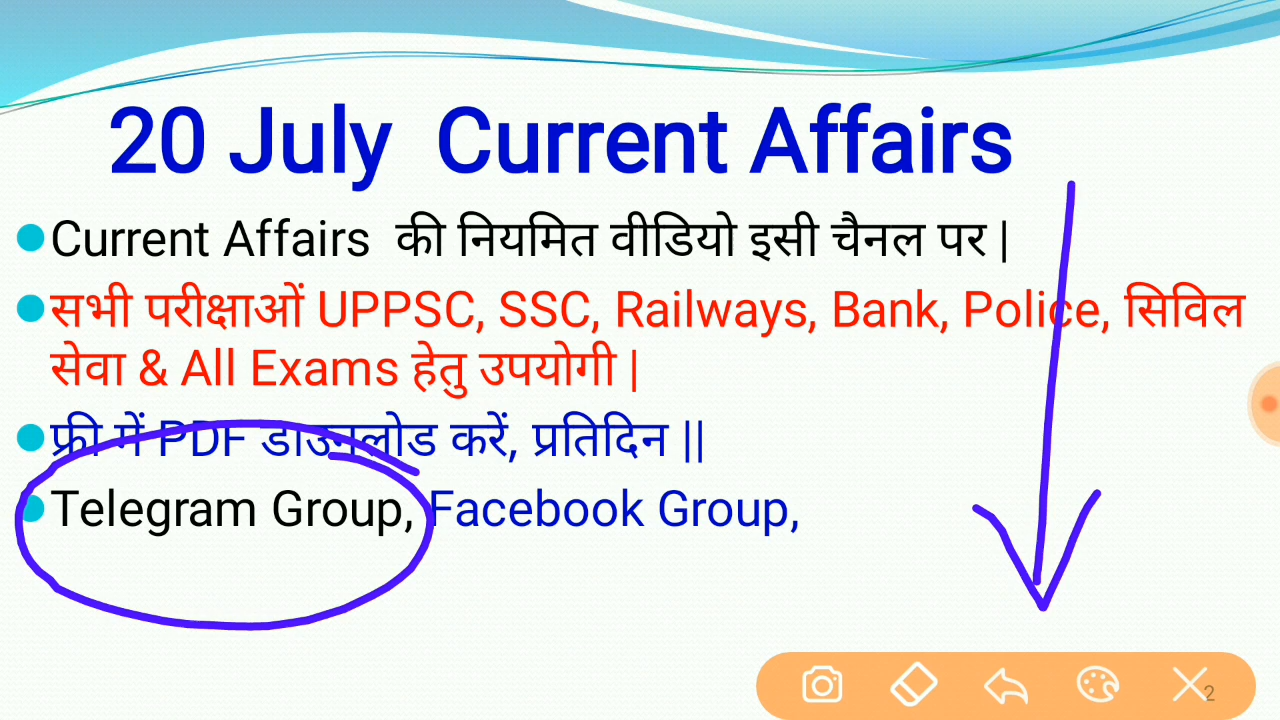 20 July Current Affairs
Current Affairs की नियमित वीडियो इसी चैनल पर |
सभी परीक्षाओं UPPSC, SSC, Railways, Bank, Police, सिविल
सेवा & All Exams हेतु उपयोगी |
फ्री में PDF डाउनलोड करें, प्रतिदिन ||
Telegram Group, Facebook Group,
2